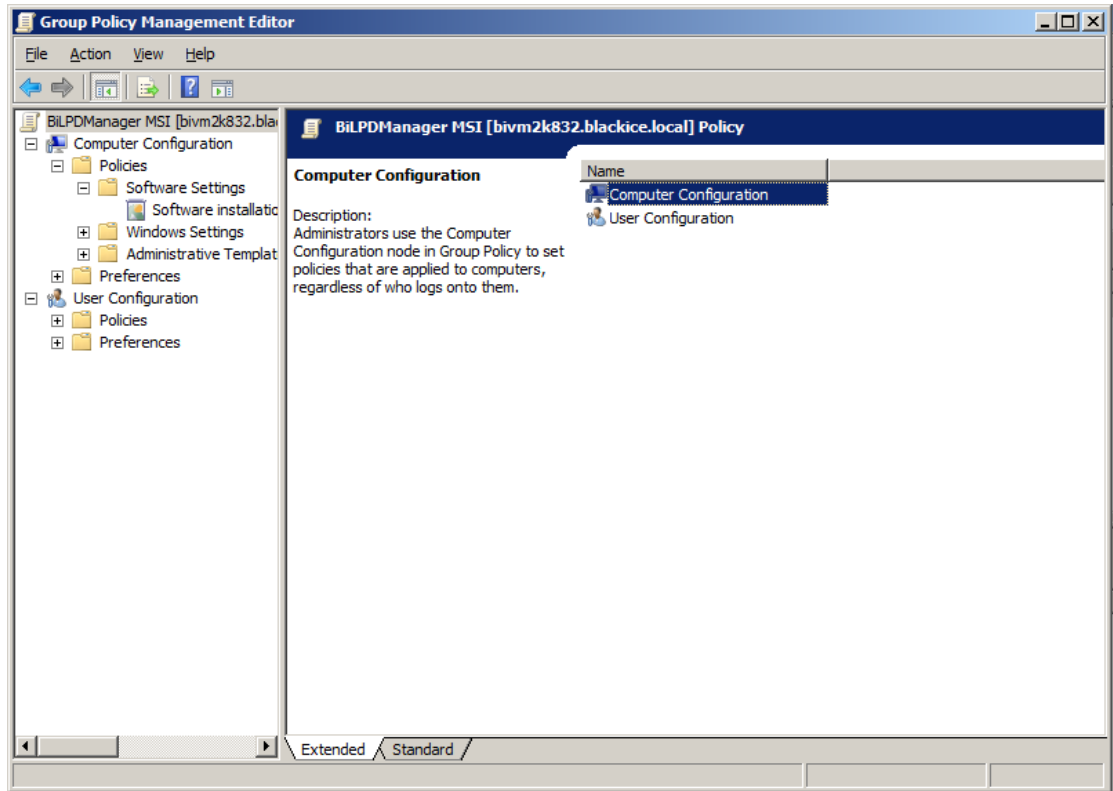 Group Policy Management Editor
File Action View Help
BiLPDManager MSI [bivm2k832.bla
Computer Configuration
Policies
Software Settings
Software installatio
Windows Settings
Administrative Templat
Preferences
User Configuration
Policies
Preferences
BiLPDManager MSI [bivm2k832.blackice.local] Policy
Computer Configuration
Description:
Administrators use the Computer
Configuration node in Group Policy to set
policies that are applied to computers,
regardless of who logs onto them.
Name
Computer Configuration
User Configuration
Extended Standard